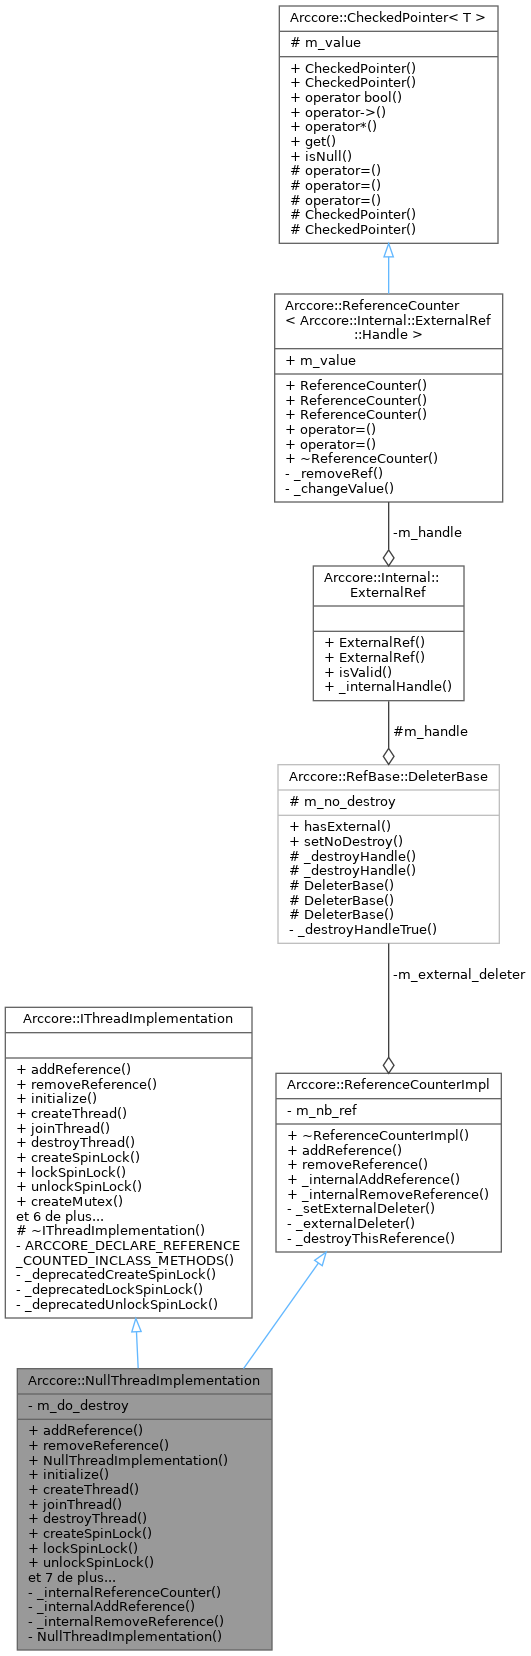 Arccore::CheckedPointer< T >
# m_value
+ CheckedPointer()
+ CheckedPointer()
+ operator bool()
+ operator->()
+ operator*()
+ get()
+ isNull()
# operator=()
# operator=()
# operator=()
# CheckedPointer()
# CheckedPointer()
Arccore::ReferenceCounter
< Arccore::Internal::ExternalRef
::Handle >
+ m_value
+ ReferenceCounter()
+ ReferenceCounter()
+ ReferenceCounter()
+ operator=()
+ operator=()
+ ~ReferenceCounter()
- _removeRef()
- _changeValue()
-m_handle
Arccore::Internal::
ExternalRef
+ ExternalRef()
+ ExternalRef()
+ isValid()
+ _internalHandle()
#m_handle
Arccore::RefBase::DeleterBase
# m_no_destroy
+ hasExternal()
+ setNoDestroy()
# _destroyHandle()
# _destroyHandle()
# DeleterBase()
# DeleterBase()
# DeleterBase()
- _destroyHandleTrue()
-m_external_deleter
Arccore::IThreadImplementation
+ addReference()
+ removeReference()
+ initialize()
+ createThread()
+ joinThread()
+ destroyThread()
+ createSpinLock()
+ lockSpinLock()
+ unlockSpinLock()
+ createMutex()
et 6 de plus...
# ~IThreadImplementation()
- ARCCORE_DECLARE_REFERENCE
_COUNTED_INCLASS_METHODS()
- _deprecatedCreateSpinLock()
- _deprecatedLockSpinLock()
- _deprecatedUnlockSpinLock()
Arccore::ReferenceCounterImpl
- m_nb_ref
+ ~ReferenceCounterImpl()
+ addReference()
+ removeReference()
+ _internalAddReference()
+ _internalRemoveReference()
- _setExternalDeleter()
- _externalDeleter()
- _destroyThisReference()
Arccore::NullThreadImplementation
- m_do_destroy
+ addReference()
+ removeReference()
+ NullThreadImplementation()
+ initialize()
+ createThread()
+ joinThread()
+ destroyThread()
+ createSpinLock()
+ lockSpinLock()
+ unlockSpinLock()
et 7 de plus...
- _internalReferenceCounter()
- _internalAddReference()
- _internalRemoveReference()
- NullThreadImplementation()